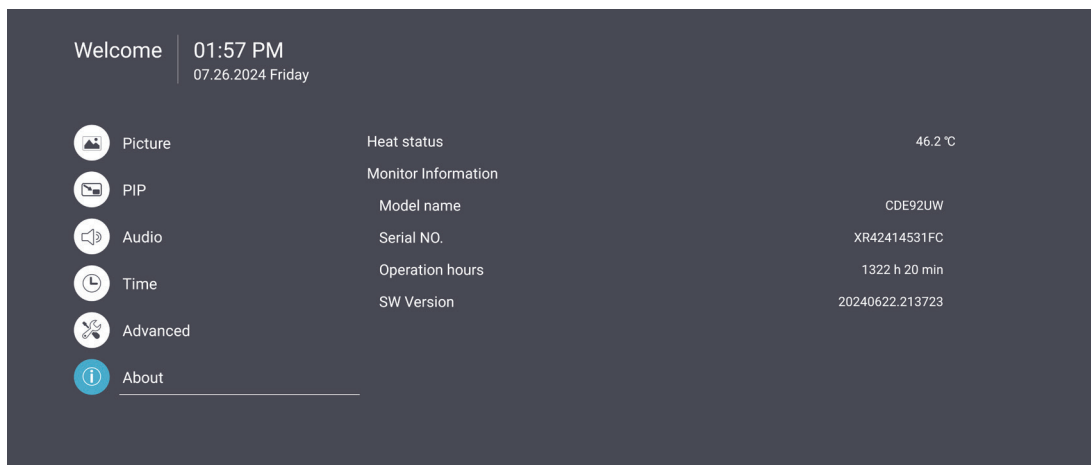 Welcome
01:57 PM
07.26.2024 Friday
Picture
PIP
Audio
Time
Advanced
About
Heat status 46.2 ℃
Monitor Information
Model name CDE92UW
Serial NO. XR42414531FC
Operation hours 1322 h 20 min
SW Version 20240622.213723